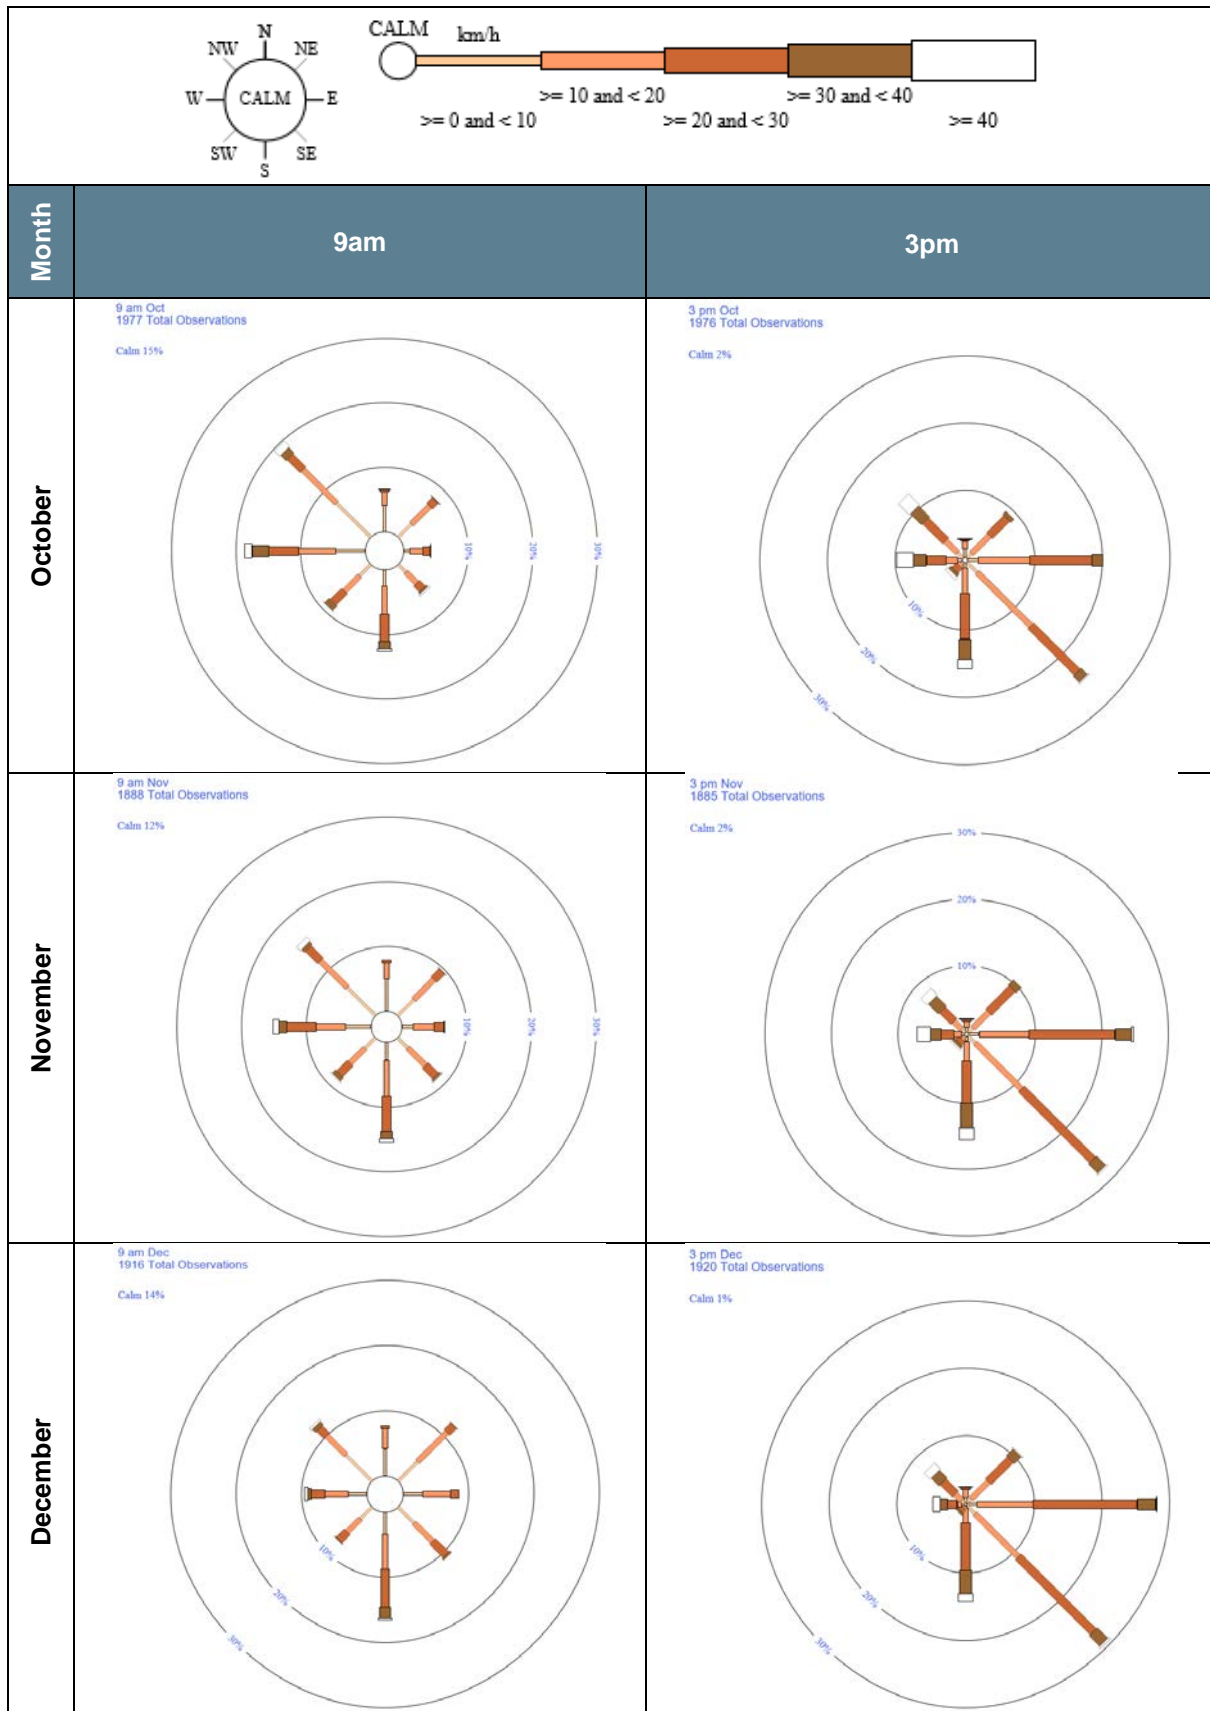 N
NW NE
W CALM E
SW SE
S
CALM km/h
>= 10 and < 20 >= 30 and < 40
>= 0 and < 10 >= 20 and < 30 >= 40
Month 9am 3pm
October
9 am Oct
1977 Total Observations
Calm 15%
10% 20% 30%
3 pm Oct
1976 Total Observations
Calm 2%
10%
20%
30%
November
9 am Nov
1888 Total Observations
Calm 12%
10% 20% 30%
3 pm Nov
1885 Total Observations
Calm 2%
30%
20%
10%
December
9 am Dec
1916 Total Observations
Calm 14%
10%
20%
30%
3 pm Dec
1920 Total Observations
Calm 1%
10%
20%
30%